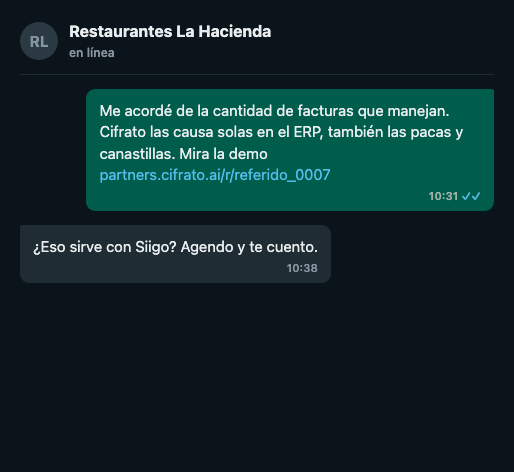 RL
Restaurantes La Hacienda
en línea
Me acordé de la cantidad de facturas que manejan.
Cifrato las causa solas en el ERP, también las pacas y
canastillas. Mira la demo
partners.cifrato.ai/r/referido_0007
10:31
¿Eso sirve con Siigo? Agendo y te cuento.
10:38